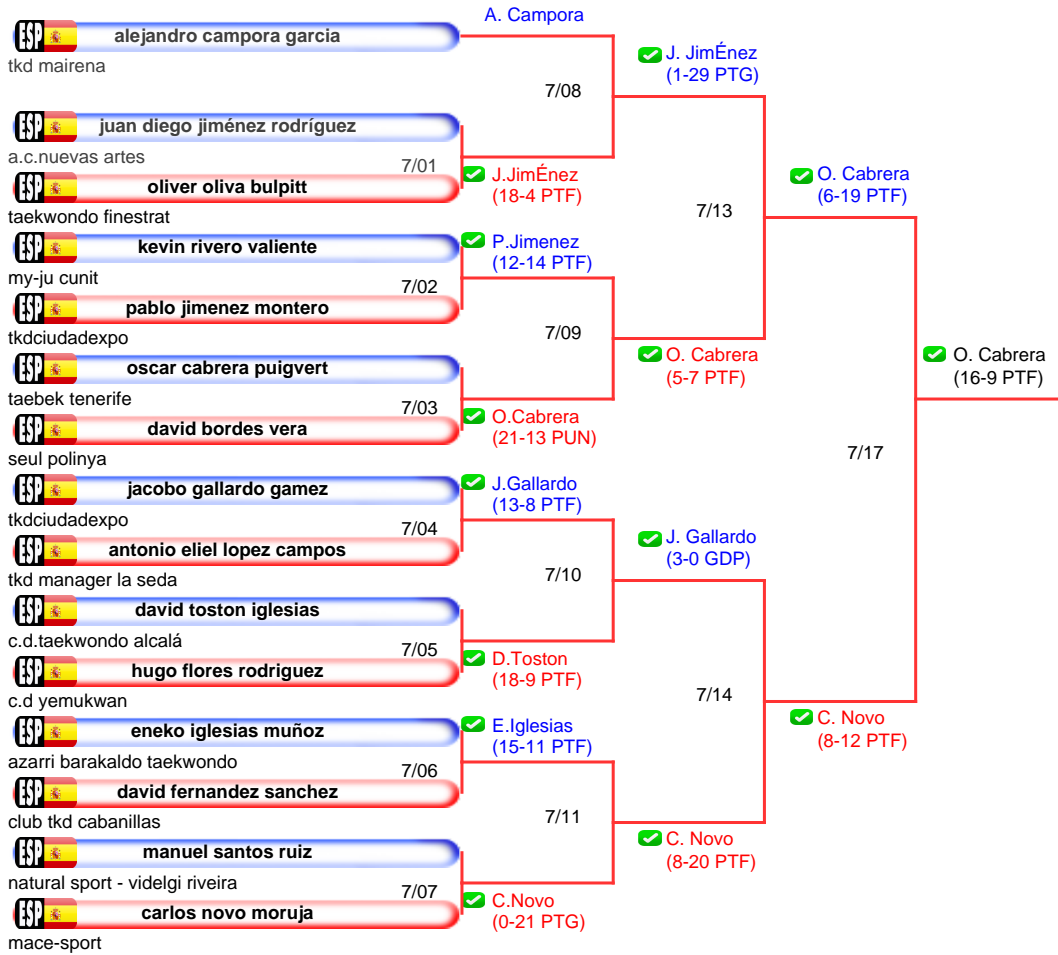 A. Campora
ESP alejandro campora garcia
tkd mairena
7/08
J. JimÉnez
(1-29 PTG)
ESP juan diego jiménez rodríguez
a.c.nuevas artes
7/01
J.JimÉnez
(18-4 PTF)
ESP oliver oliva bulpitt
taekwondo finestrat
7/13
O. Cabrera
(6-19 PTF)
ESP kevin rivero valiente
my-ju cunit
P.Jimenez
(12-14 PTF)
7/02
ESP pablo jimenez montero
tkdciudadexpo
7/09
O. Cabrera
(5-7 PTF)
O. Cabrera
(16-9 PTF)
ESP oscar cabrera puigvert
taebek tenerife
7/03
O.Cabrera
(21-13 PUN)
ESP david bordes vera
seul polinya
7/17
ESP jacobo gallardo gamez
tkdciudadexpo
J.Gallardo
(13-8 PTF)
7/04
ESP antonio eliel lopez campos
tkd manager la seda
7/10
J. Gallardo
(3-0 GDP)
ESP david toston iglesias
c.d.taekwondo alcalá
7/05
D.Toston
(18-9 PTF)
ESP hugo flores rodriguez
c.d yemukwan
7/14
C. Novo
(8-12 PTF)
ESP eneko iglesias muñoz
azarri barakaldo taekwondo
E.Iglesias
(15-11 PTF)
7/06
ESP david fernandez sanchez
club tkd cabanillas
7/11
C. Novo
(8-20 PTF)
ESP manuel santos ruiz
natural sport - videlgi riveira
7/07
C.Novo
(0-21 PTG)
ESP carlos novo moruja
mace-sport